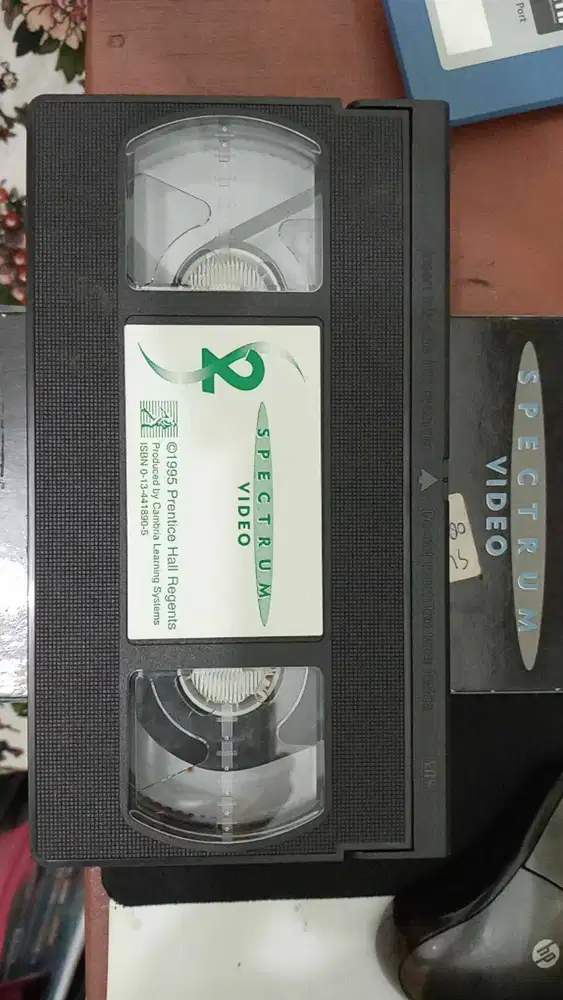 2
SPECTRUM
VIDEO
©1995 Prentice Hall Regents
Produced by Cambria Learning Systems
ISBN 0-13-441890-5
SPECTRUM
VIDEO
Port
hp